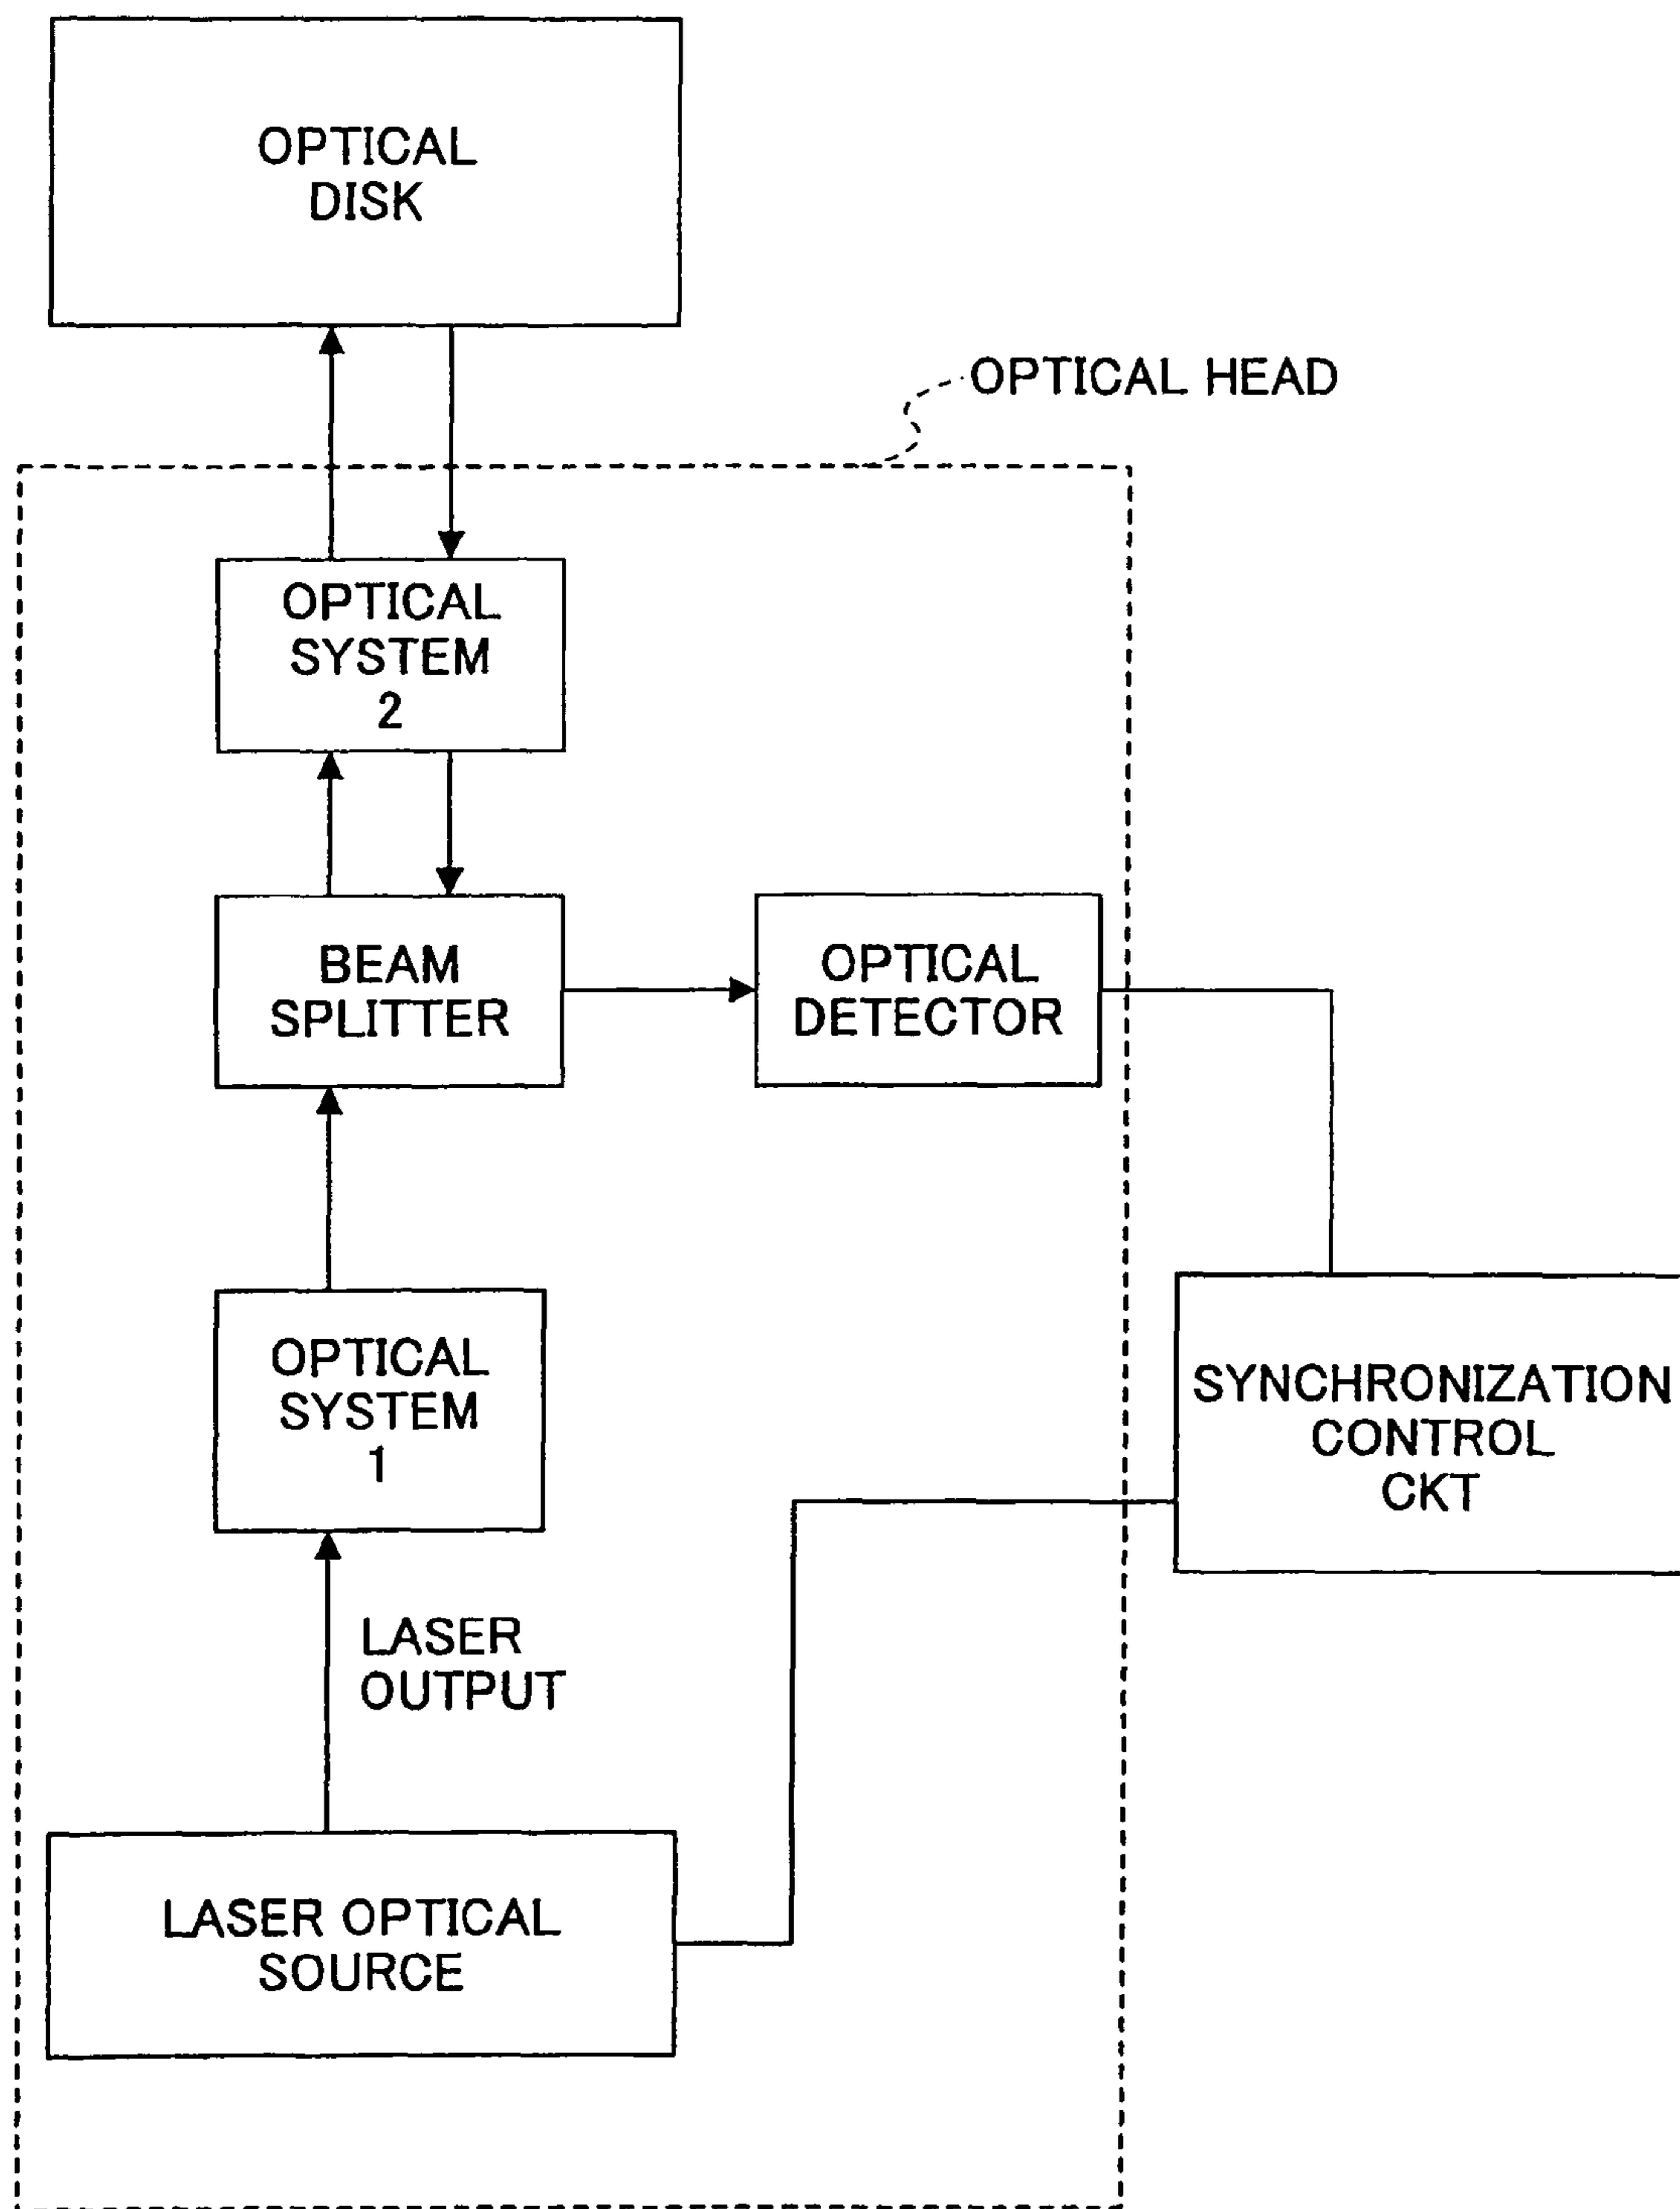 OPTICAL
DISK
OPTICAL HEAD
OPTICAL
SYSTEM
2
BEAM
SPLITTER
OPTICAL
DETECTOR
OPTICAL
SYSTEM
1
SYNCHRONIZATION
CONTROL
CKT
LASER
OUTPUT
LASER OPTICAL
SOURCE